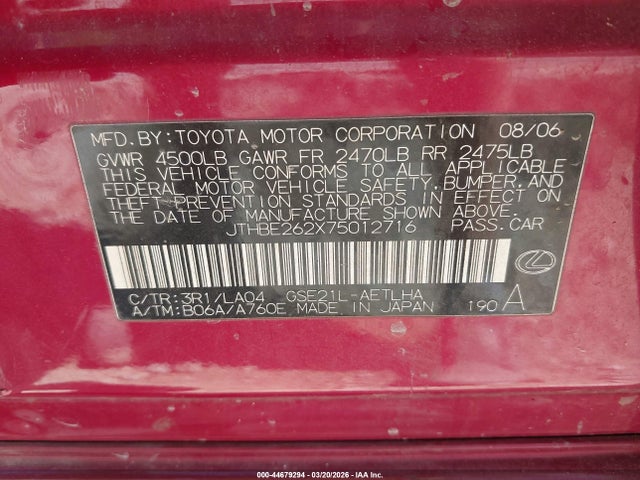 MFD.BY:TOYOTA MOTOR CORPORATION 08/06
GVWR 4500LB GAWR FR 2470LB RR 2475LB
THIS VEHICLE CONFORMS TO ALL APPLICABLE
FEDERAL MOTOR VEHICLE SAFETY,BUMPER,AND
THEFT PREVENTION STANDARDS IN EFFECT ON
THE DATE OF MANUFACTURE SHOWN ABOVE.
JTHBE262X75012716 PASS.CAR
C/TR:3R1/LA04 GSE21L-AETLHA
A/TM:B06A/A760E MADE IN JAPAN 190 A
000-44679294 - 03/20/2026 - IAA Inc.